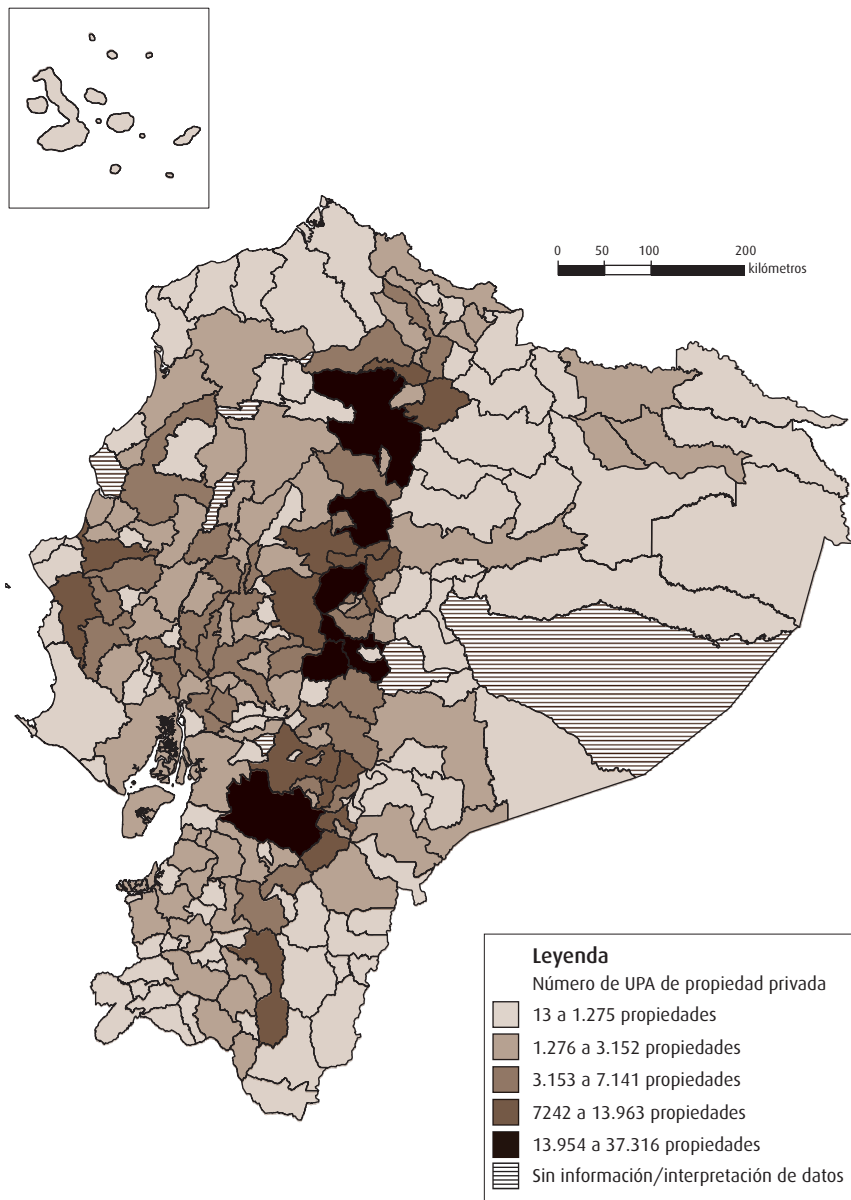 0 50 100 200
kilómetros
Leyenda
Número de UPA de propiedad privada
13 a 1.275 propiedades
1.276 a 3.152 propiedades
3.153 a 7.141 propiedades
7242 a 13.963 propiedades
13.954 a 37.316 propiedades
Sin información/interpretación de datos